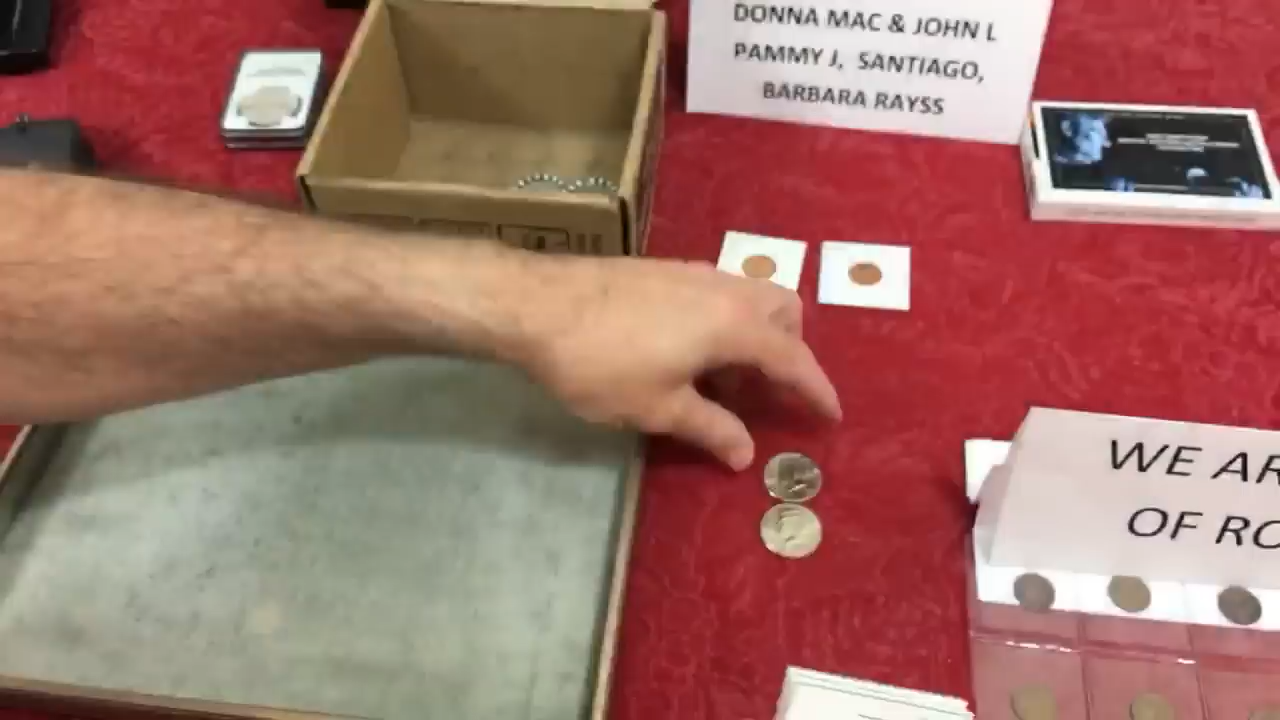 DONNA MAC & JOHN L
PAMMY J, SANTIAGO,
BARBARA RAYSS
WE AR
OF RO